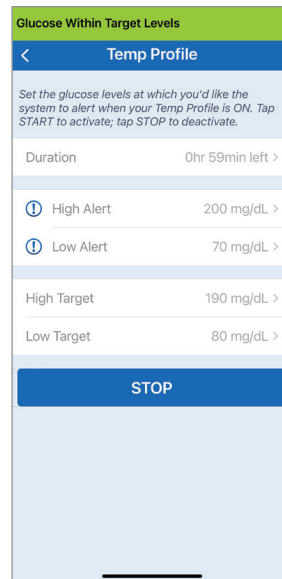 Glucose Within Target Levels
Temp Profile
Set the glucose levels at which you'd like the
system to alert when your Temp Profile is ON. Tap
START to activate; tap STOP to deactivate.
Duration 0hr 59min left >
High Alert 200 mg/dL >
Low Alert 70 mg/dL >
High Target 190 mg/dL >
Low Target 80 mg/dL >
STOP